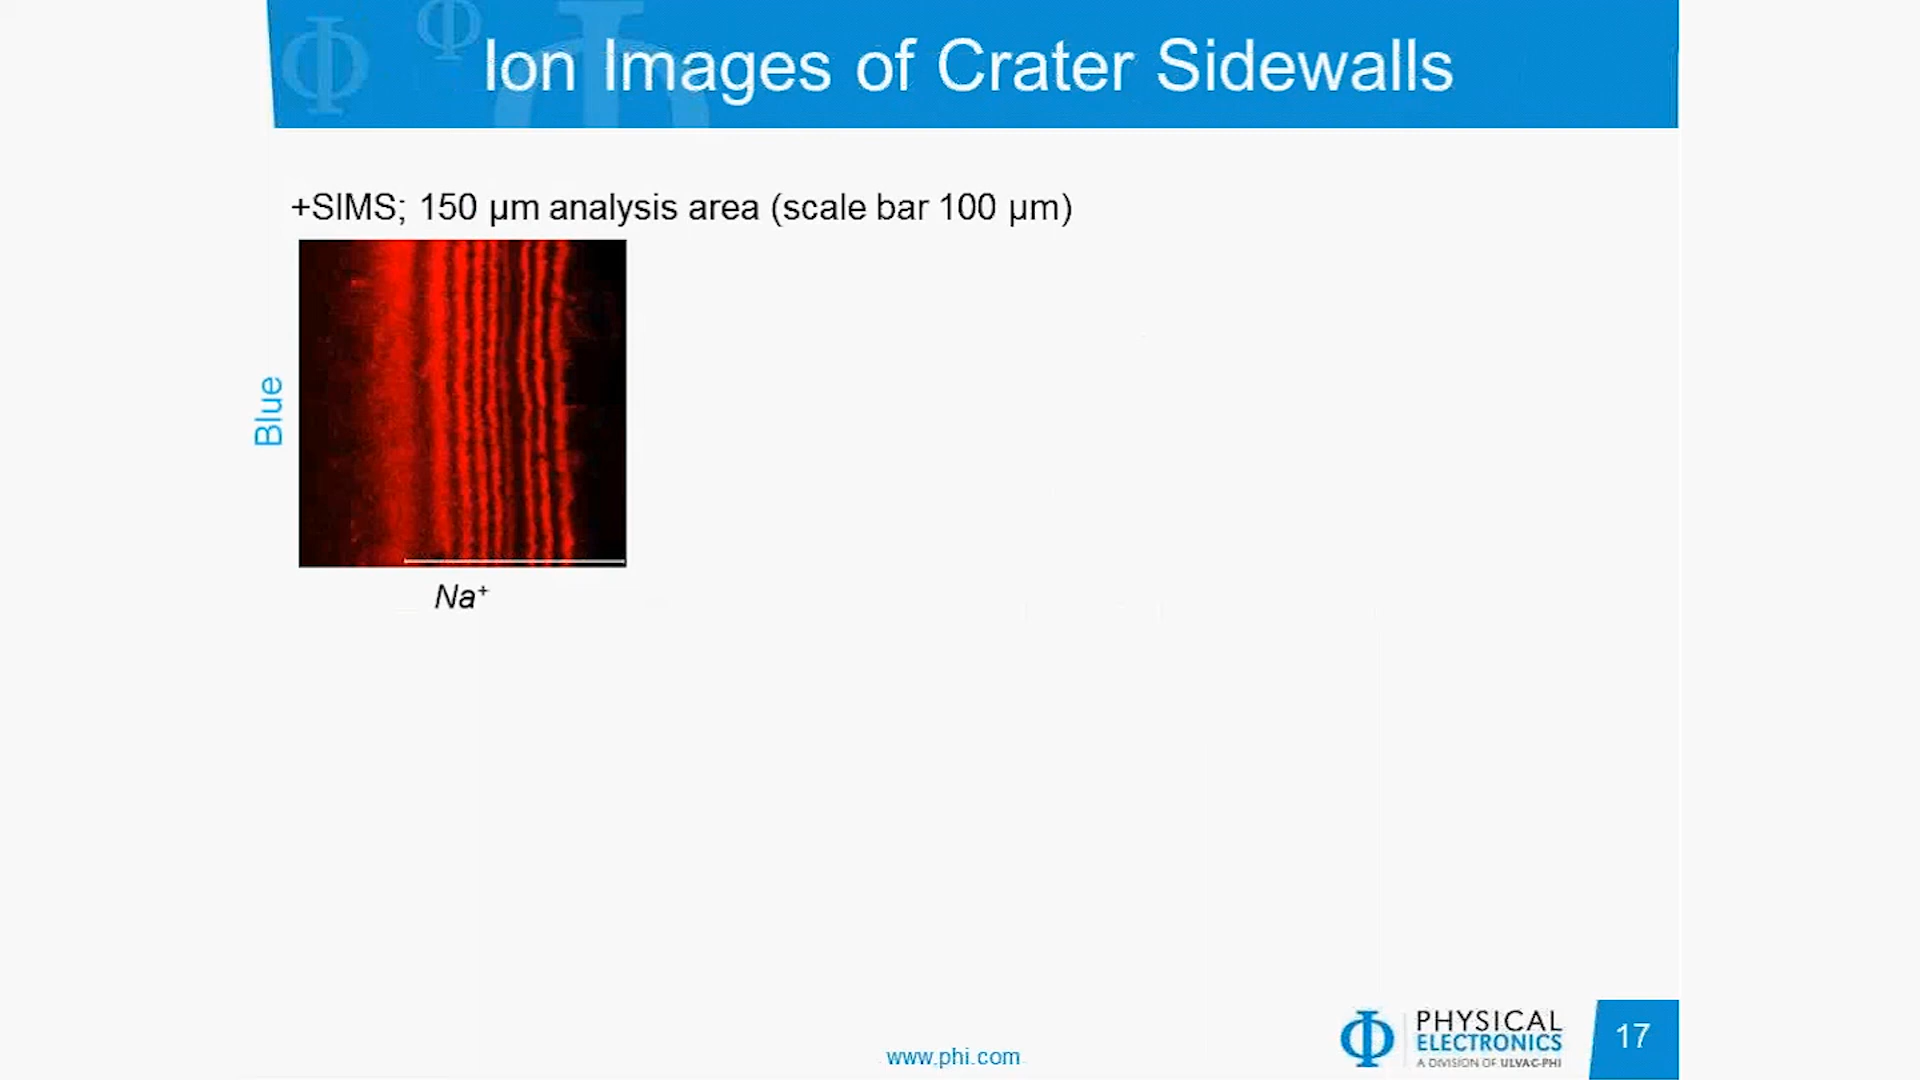 Ion Images of Crater Sidewalls
+SIMS; 150 µm analysis area (scale bar 100 µm)
Blue
Na⁺
www.phi.com
PHYSICAL
ELECTRONICS
A DIVISION OF ULVAC-PHI
17